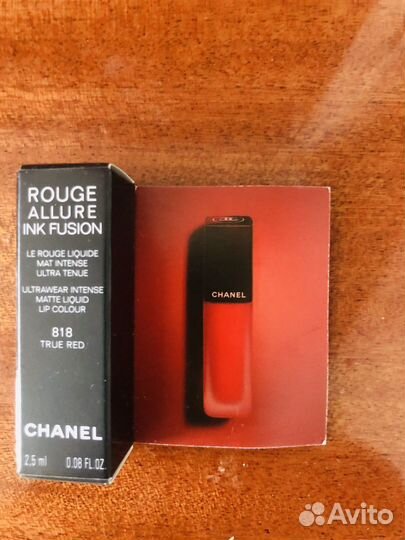 ROUGE
ALLURE
INK FUSION
LE ROUGE LIQUIDE
MAT INTENSE
ULTRA TENUE
ULTRAWEAR INTENSE
MATTE LIQUID
LIP COLOUR
818
TRUE RED
CHANEL
2,5 ml 0.08 FL.OZ.
CHANEL
Avito